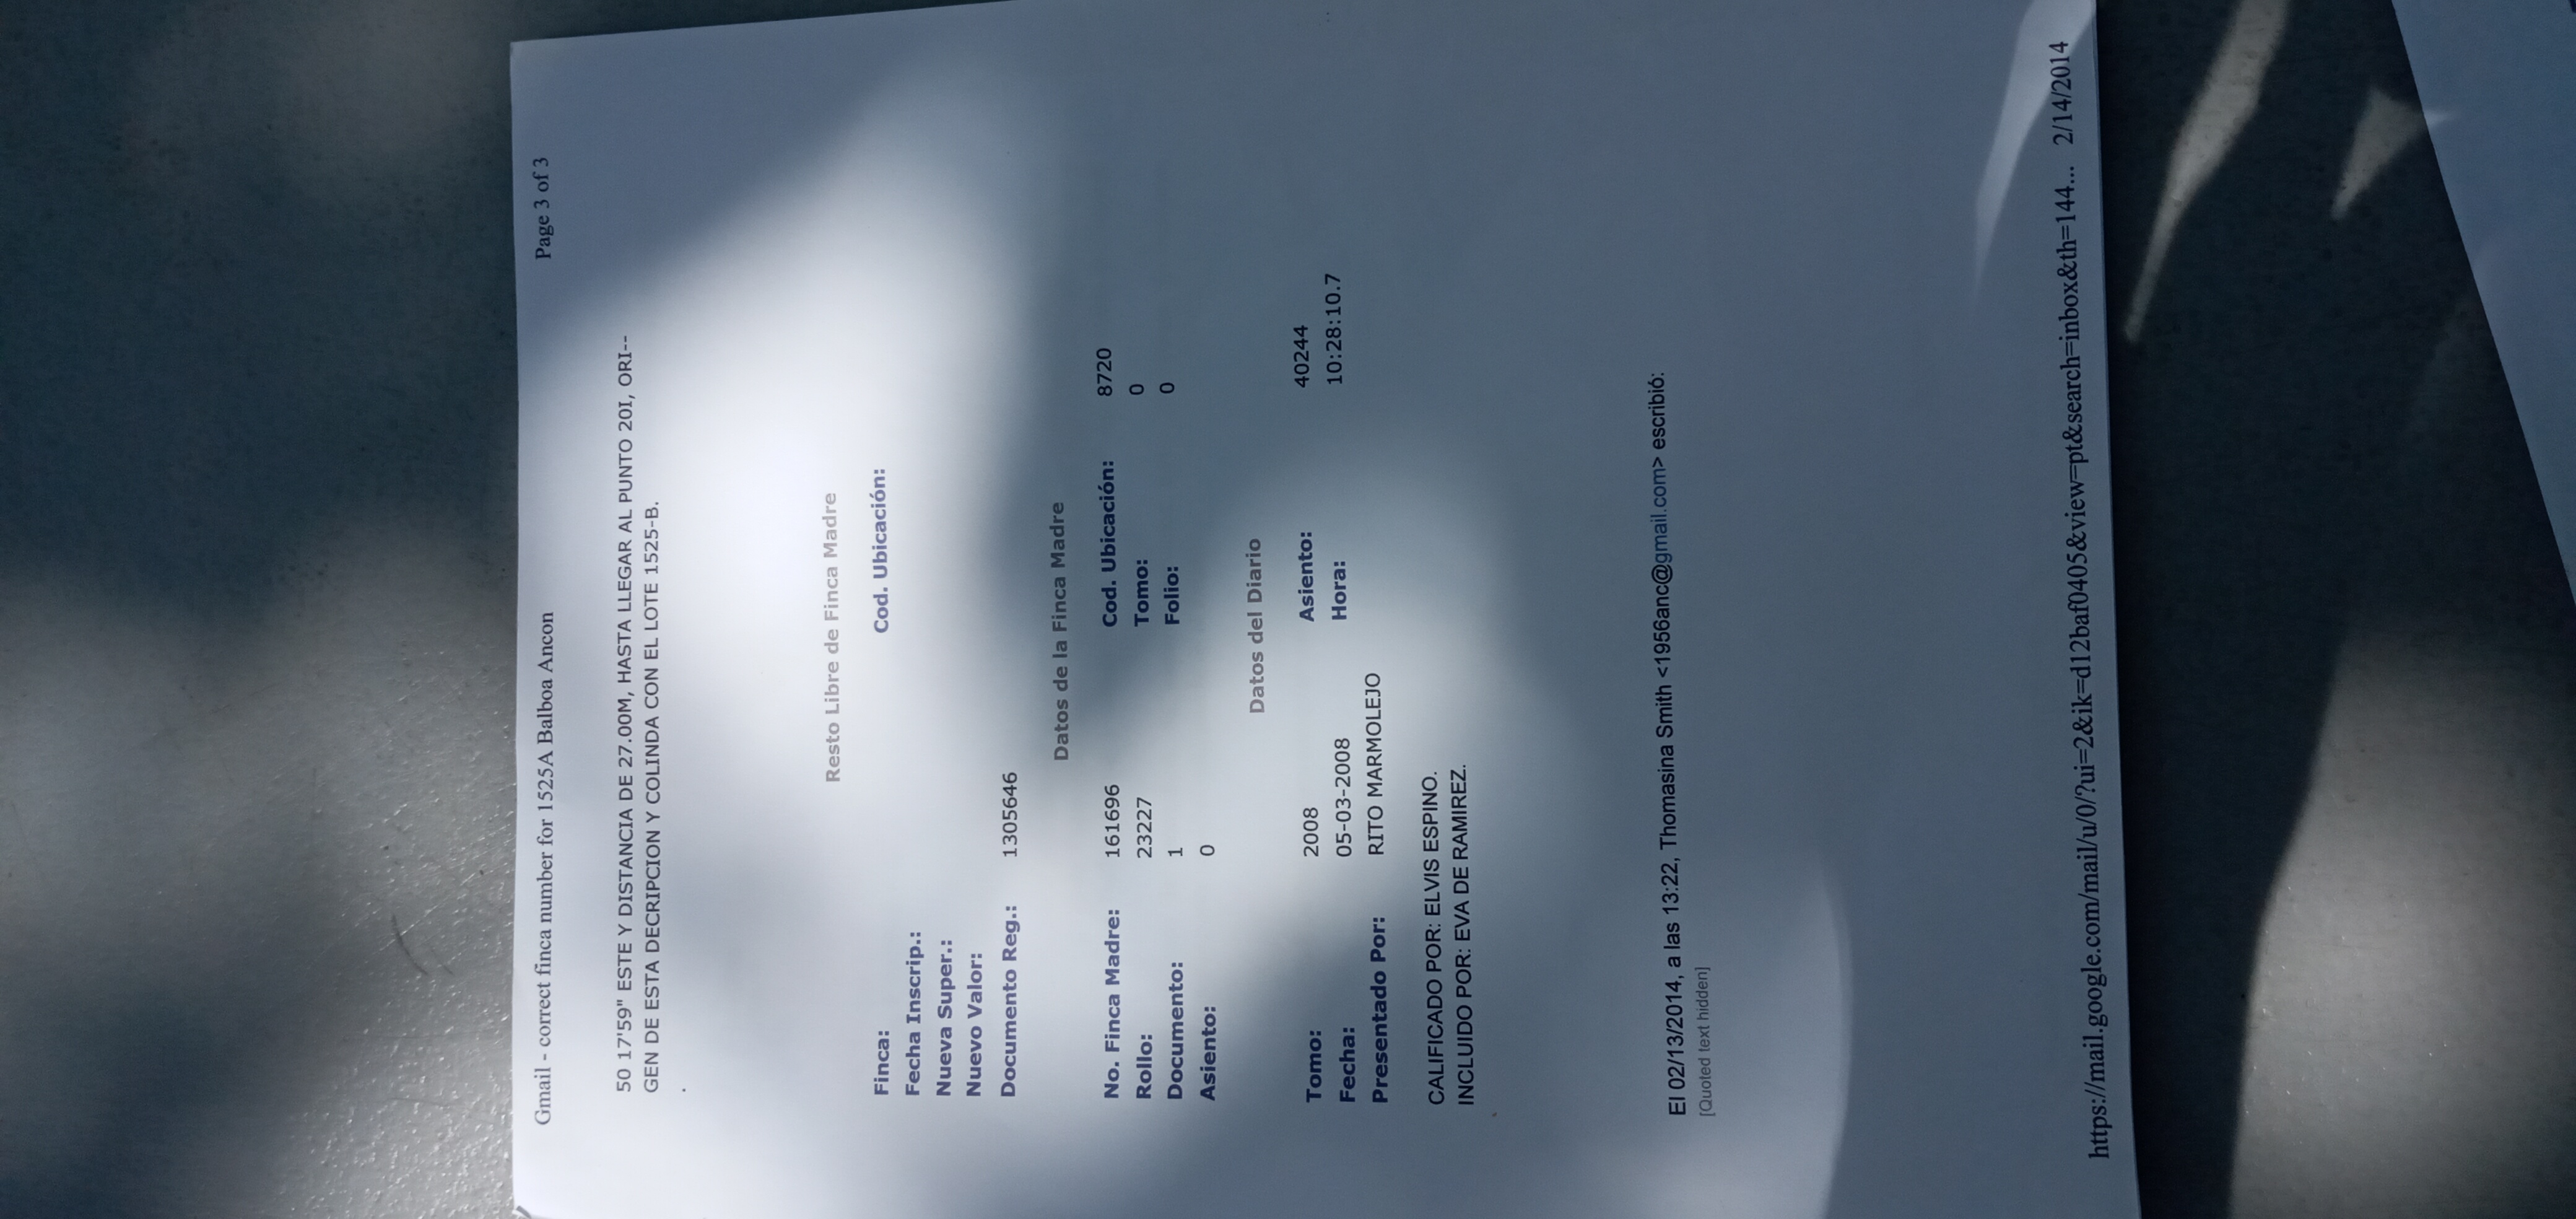 Gmail - correct finca number for 1525A Balboa Ancon Page 3 of 3
50 17'59" ESTE Y DISTANCIA DE 27.00M, HASTA LLEGAR AL PUNTO 20I, ORI--
GEN DE ESTA DECRIPCION Y COLINDA CON EL LOTE 1525-B.
.
Resto Libre de Finca Madre
Finca: Cod. Ubicación:
Fecha Inscrip.:
Nueva Super.:
Nuevo Valor:
Documento Reg.: 1305646
Datos de la Finca Madre
No. Finca Madre: 161696 Cod. Ubicación: 8720
Rollo: 23227 Tomo: 0
Documento: 1 Folio: 0
Asiento: 0
Datos del Diario
Tomo: 2008 Asiento: 40244
Fecha: 05-03-2008 Hora: 10:28:10.7
Presentado Por: RITO MARMOLEJO
CALIFICADO POR: ELVIS ESPINO.
INCLUIDO POR: EVA DE RAMIREZ.
El 02/13/2014, a las 13:22, Thomasina Smith <1956anc@gmail.com> escribió:
[Quoted text hidden]
https://mail.google.com/mail/u/0/?ui=2&ik=d12baf0405&view=pt&search=inbox&th=144... 2/14/2014